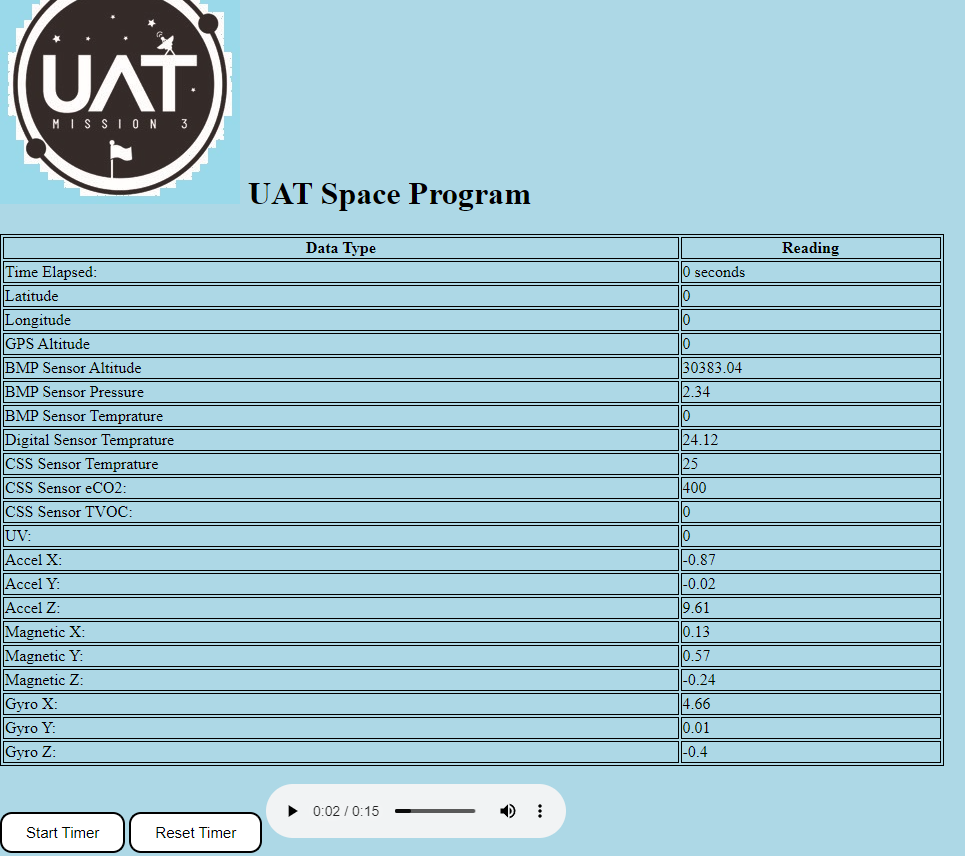 UAT
MISSION 3
UAT Space Program
Data Type Reading
Time Elapsed: 0 seconds
Latitude 0
Longitude 0
GPS Altitude 0
BMP Sensor Altitude 30383.04
BMP Sensor Pressure 2.34
BMP Sensor Temprature 0
Digital Sensor Temprature 24.12
CSS Sensor Temprature 25
CSS Sensor eCO2: 400
CSS Sensor TVOC: 0
UV: 0
Accel X: -0.87
Accel Y: -0.02
Accel Z: 9.61
Magnetic X: 0.13
Magnetic Y: 0.57
Magnetic Z: -0.24
Gyro X: 4.66
Gyro Y: 0.01
Gyro Z: -0.4
Start Timer Reset Timer 0:02 / 0:15